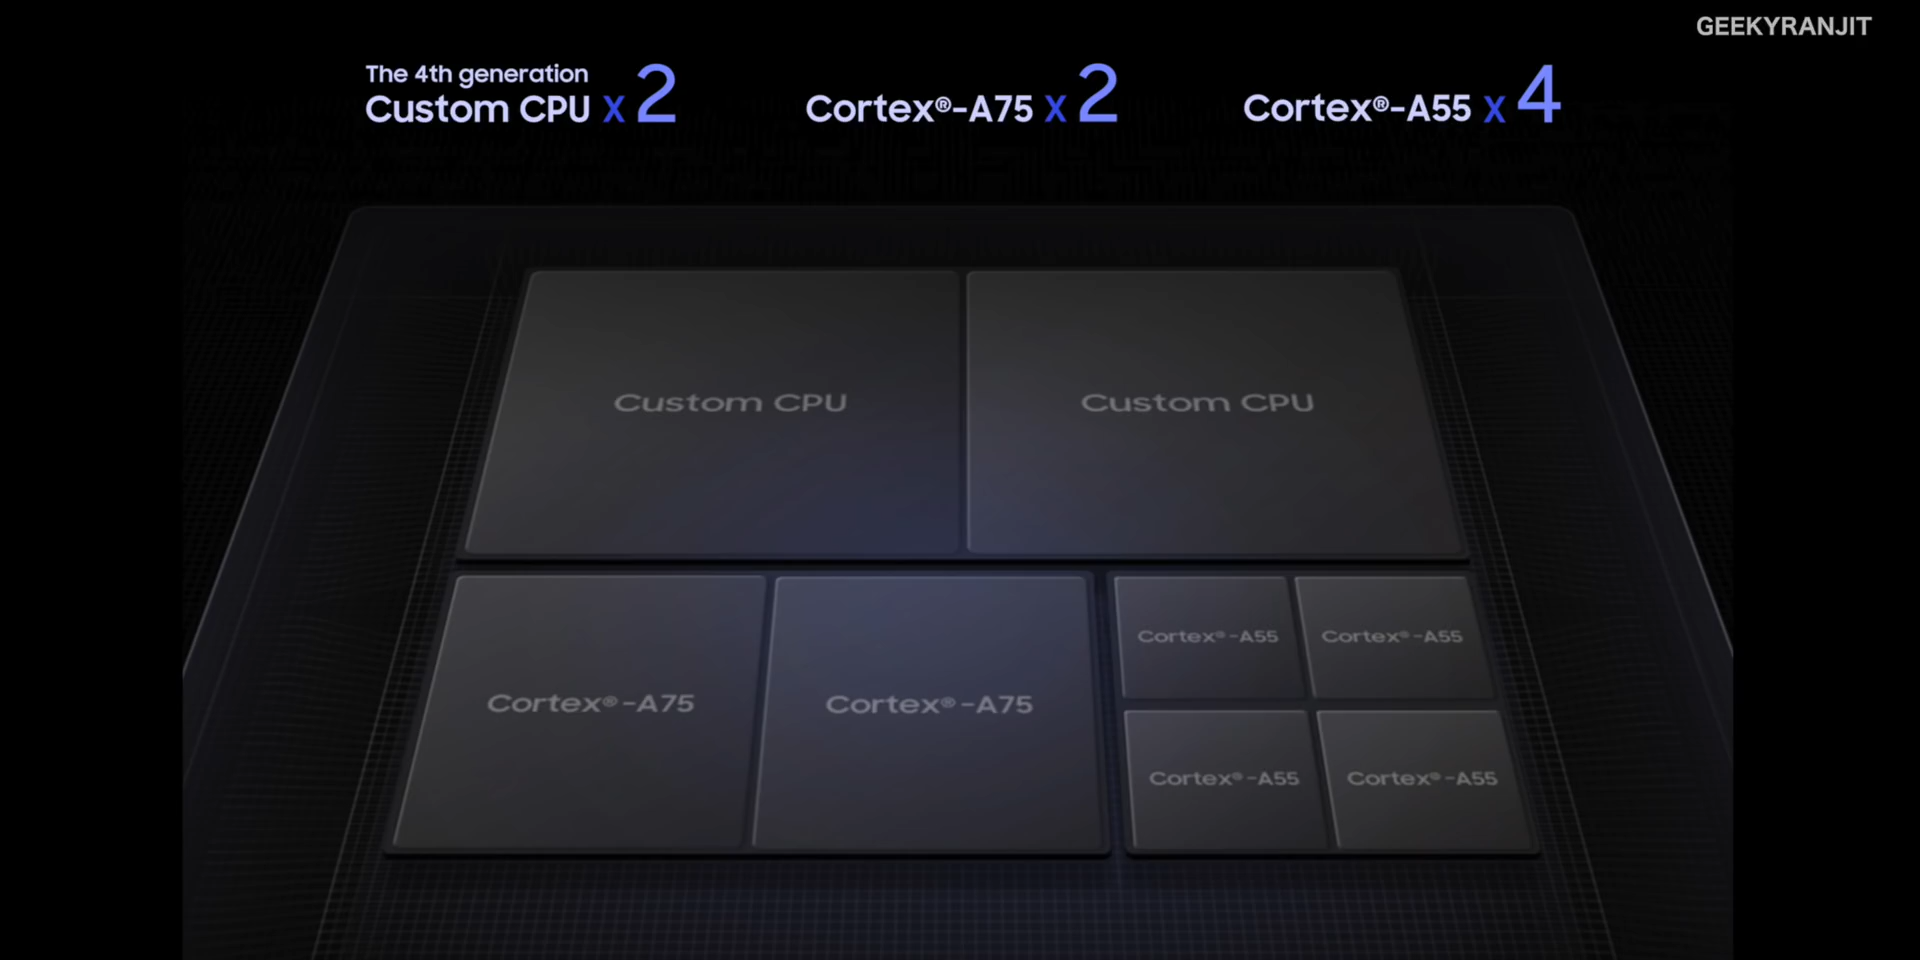 GEEKYRANJIT
The 4th generation
Custom CPU x 2
Cortex®-A75 x 2
Cortex®-A55 x 4
Custom CPU
Custom CPU
Cortex®-A75
Cortex®-A75
Cortex®-A55
Cortex®-A55
Cortex®-A55
Cortex®-A55